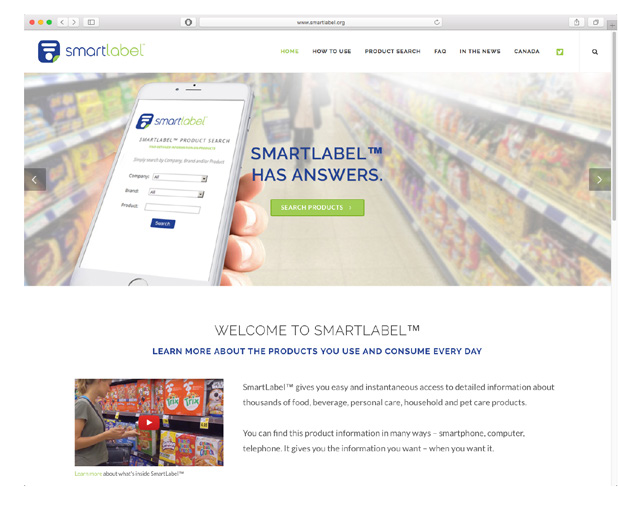 www.smartlabel.org
smartlabel
HOME HOW TO USE PRODUCT SEARCH FAQ IN THE NEWS CANADA
smartlabel
SMARTLABEL™ PRODUCT SEARCH
Simply search by Company, Brand and/or Product
Company: All
Brand: All
Product:
Search
SMARTLABEL™
HAS ANSWERS.
SEARCH PRODUCTS
WELCOME TO SMARTLABEL™
LEARN MORE ABOUT THE PRODUCTS YOU USE AND CONSUME EVERY DAY
Trix
Trix
SmartLabel™ gives you easy and instantaneous access to detailed information about
thousands of food, beverage, personal care, household and pet care products.
You can find this product information in many ways – smartphone, computer,
telephone. It gives you the information you want – when you want it.
Learn more about what's inside SmartLabel™